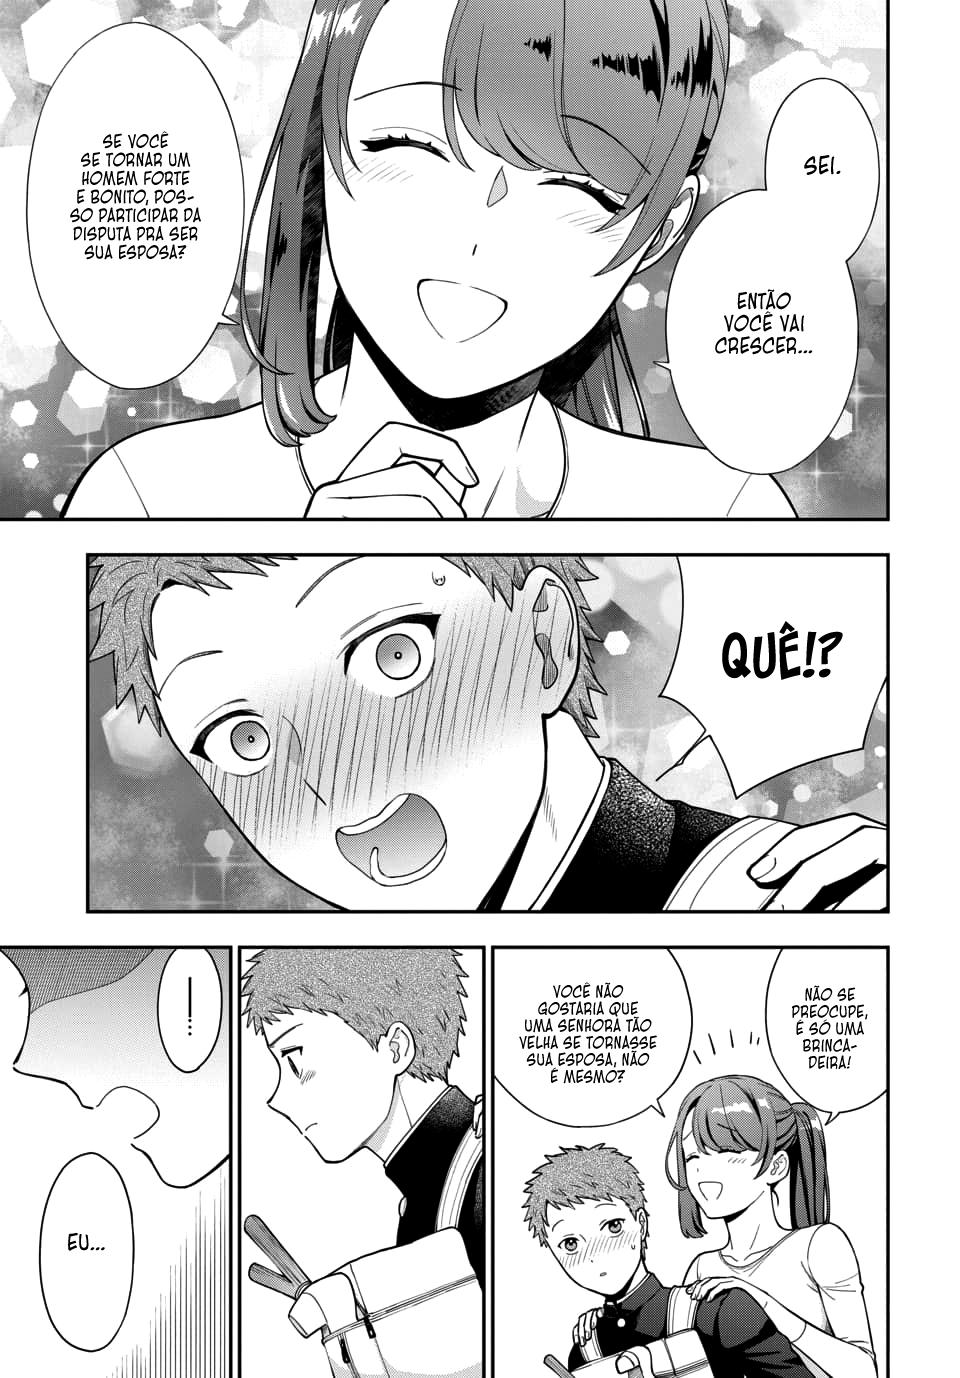 SEI.
ENTÃO
VOCÊ VAI
CRESCER...
SE VOCÊ
SE TORNAR UM
HOMEM FORTE
E BONITO, POS-
SO PARTICIPAR DA
DISPUTA PRA SER
SUA ESPOSA?
QUÊ!?
NÃO SE
PREOCUPE,
É SÓ UMA
BRINCA-
DEIRA!
VOCÊ NÃO
GOSTARIA QUE
UMA SENHORA TÃO
VELHA SE TORNASSE
SUA ESPOSA, NÃO
É MESMO?
EU...